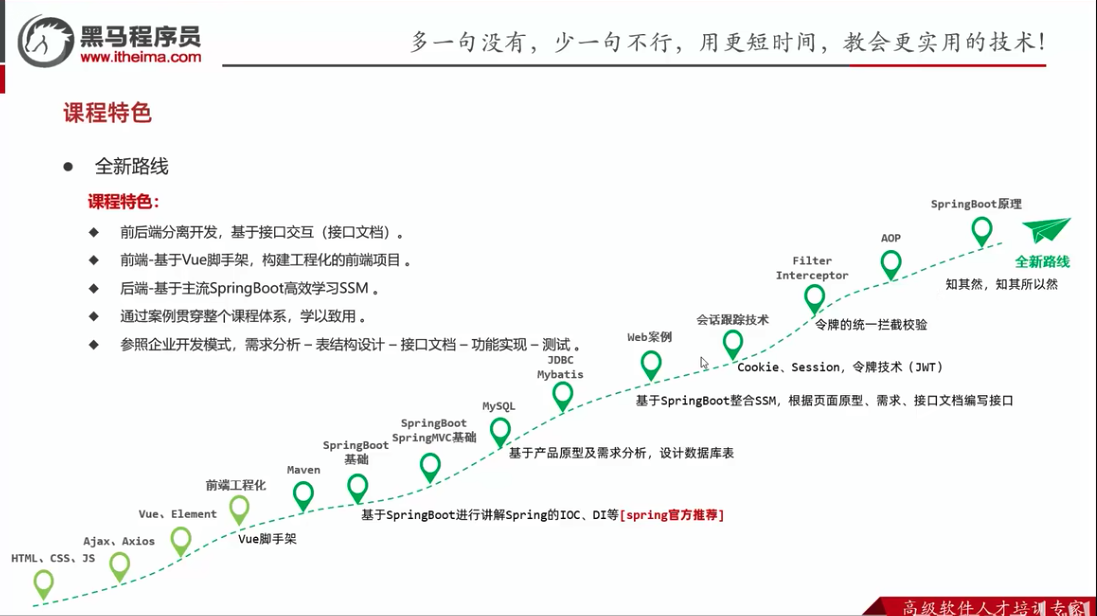 黑马程序员
www.itheima.com
多一句没有，少一句不行，用更短时间，教会更实用的技术！
课程特色
● 全新路线
课程特色：
◆ 前后端分离开发，基于接口交互（接口文档）。
◆ 前端-基于Vue脚手架，构建工程化的前端项目 。
◆ 后端-基于主流SpringBoot高效学习SSM 。
◆ 通过案例贯穿整个课程体系，学以致用 。
◆ 参照企业开发模式，需求分析 – 表结构设计 – 接口文档 – 功能实现 – 测试 。
HTML、CSS、JS
Ajax、Axios
Vue、Element
前端工程化
Vue脚手架
Maven
SpringBoot
基础
基于SpringBoot进行讲解Spring的IOC、DI等[spring官方推荐]
SpringBoot
SpringMVC基础
MySQL
基于产品原型及需求分析，设计数据库表
JDBC
Mybatis
Web案例
基于SpringBoot整合SSM，根据页面原型、需求、接口文档编写接口
会话跟踪技术
Cookie、Session，令牌技术（JWT）
Filter
Interceptor
令牌的统一拦截校验
AOP
SpringBoot原理
知其然，知其所以然
全新路线
高级软件人才培训专家